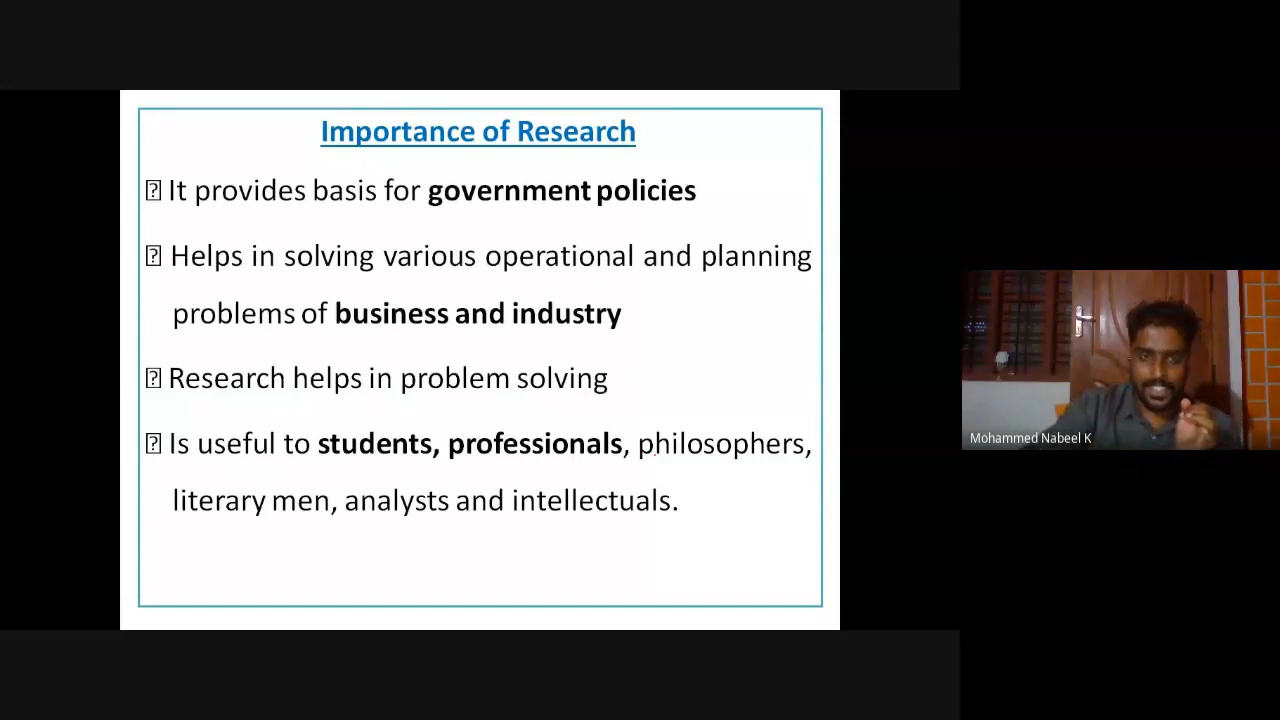 Importance of Research
⍰ It provides basis for government policies
⍰ Helps in solving various operational and planning
problems of business and industry
⍰ Research helps in problem solving
⍰ Is useful to students, professionals, philosophers,
literary men, analysts and intellectuals.
Mohammed Nabeel K